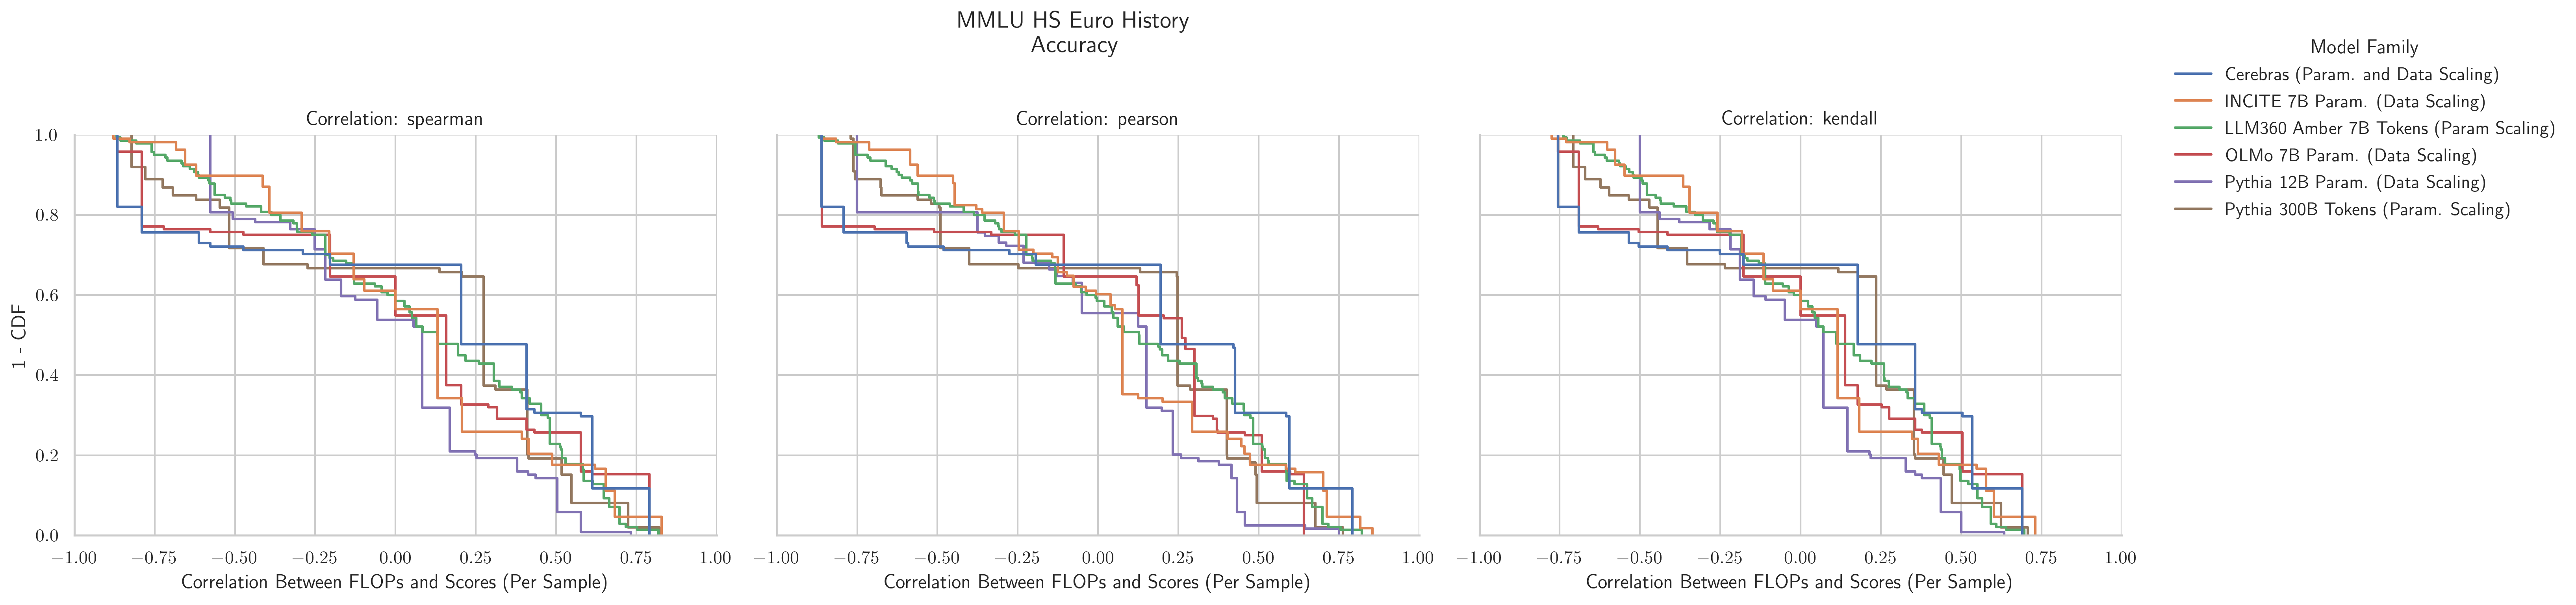 MMLU HS Euro History
Accuracy
Model Family
Cerebras (Param. and Data Scaling)
INCITE 7B Param. (Data Scaling)
LLM360 Amber 7B Tokens (Param Scaling)
OLMo 7B Param. (Data Scaling)
Pythia 12B Param. (Data Scaling)
Pythia 300B Tokens (Param. Scaling)
Correlation: spearman
Correlation: pearson
Correlation: kendall
1 - CDF
1.0
0.8
0.6
0.4
0.2
0.0
−1.00 −0.75 −0.50 −0.25 0.00 0.25 0.50 0.75 1.00
−1.00 −0.75 −0.50 −0.25 0.00 0.25 0.50 0.75 1.00
−1.00 −0.75 −0.50 −0.25 0.00 0.25 0.50 0.75 1.00
Correlation Between FLOPs and Scores (Per Sample)
Correlation Between FLOPs and Scores (Per Sample)
Correlation Between FLOPs and Scores (Per Sample)